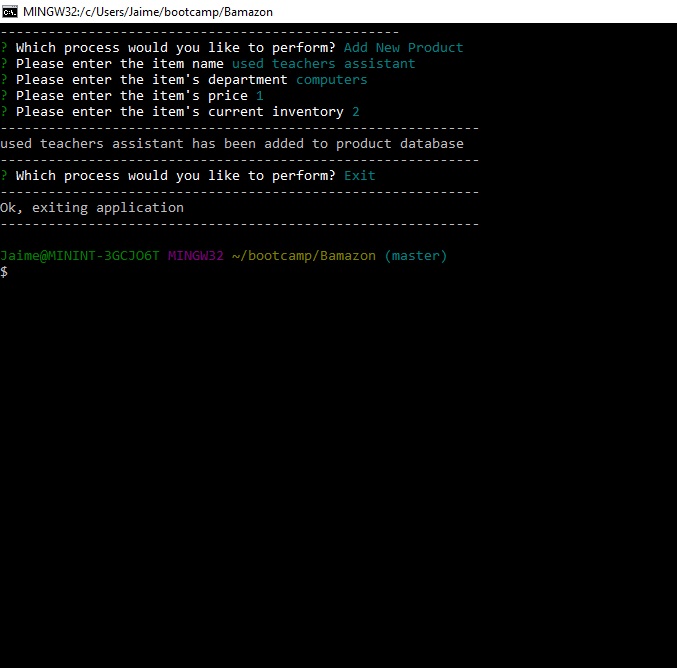 MINGW32:/c/Users/Jaime/bootcamp/Bamazon
--------------------------------------------------
? Which process would you like to perform? Add New Product
? Please enter the item name used teachers assistant
? Please enter the item's department computers
? Please enter the item's price 1
? Please enter the item's current inventory 2
------------------------------------------------------------
used teachers assistant has been added to product database
------------------------------------------------------------
? Which process would you like to perform? Exit
------------------------------------------------------------
Ok, exiting application
------------------------------------------------------------
Jaime@MININT-3GCJO6T MINGW32 ~/bootcamp/Bamazon (master)
$